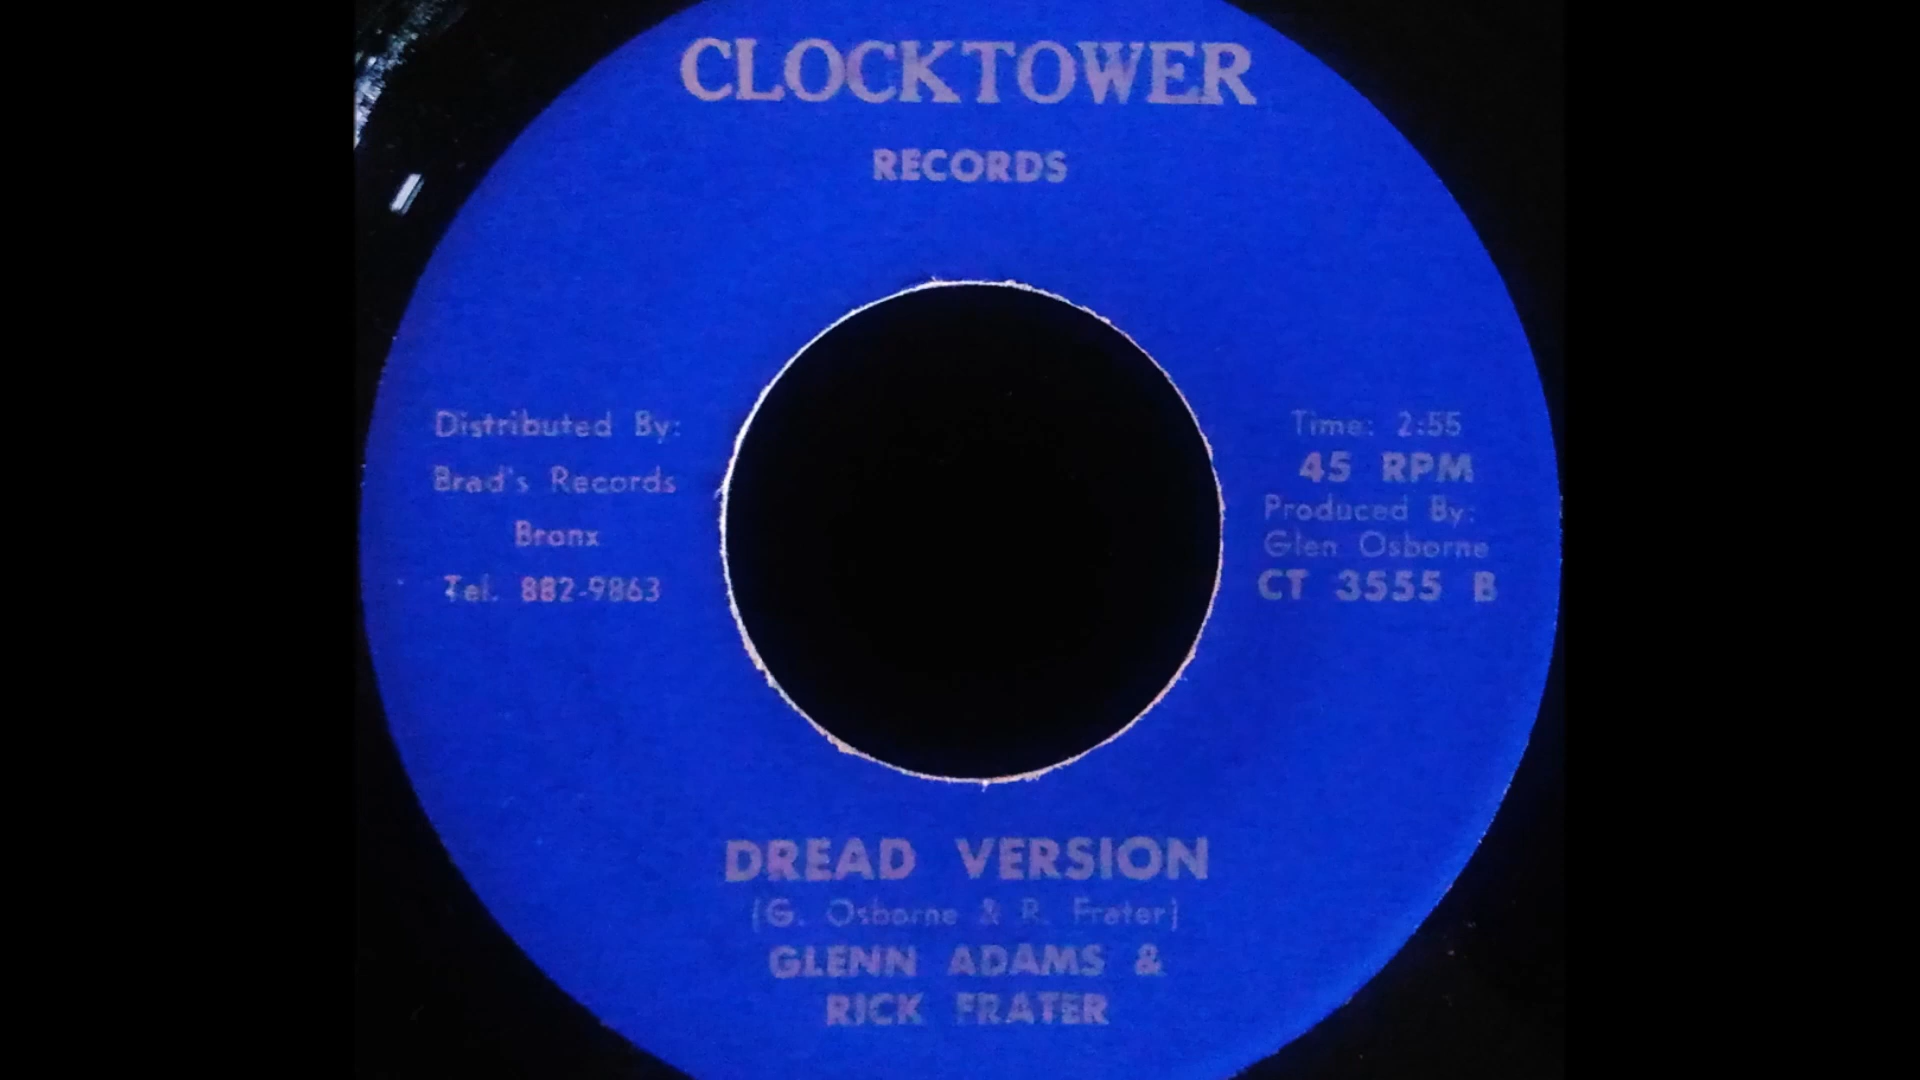 CLOCKTOWER
RECORDS
Distributed By:
Brad's Records
Bronx
Tel. 882-9863
Time: 2:55
45 RPM
Produced By:
Glen Osborne
CT 3555 B
DREAD VERSION
(G. Osborne & R. Frater)
GLENN ADAMS &
RICK FRATER